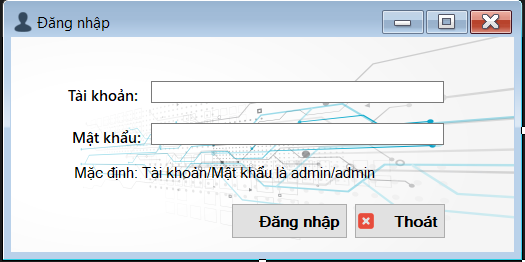 Đăng nhập
Tài khoản:
Mật khẩu:
Mặc định: Tài khoản/Mật khẩu là admin/admin
Đăng nhập Thoát